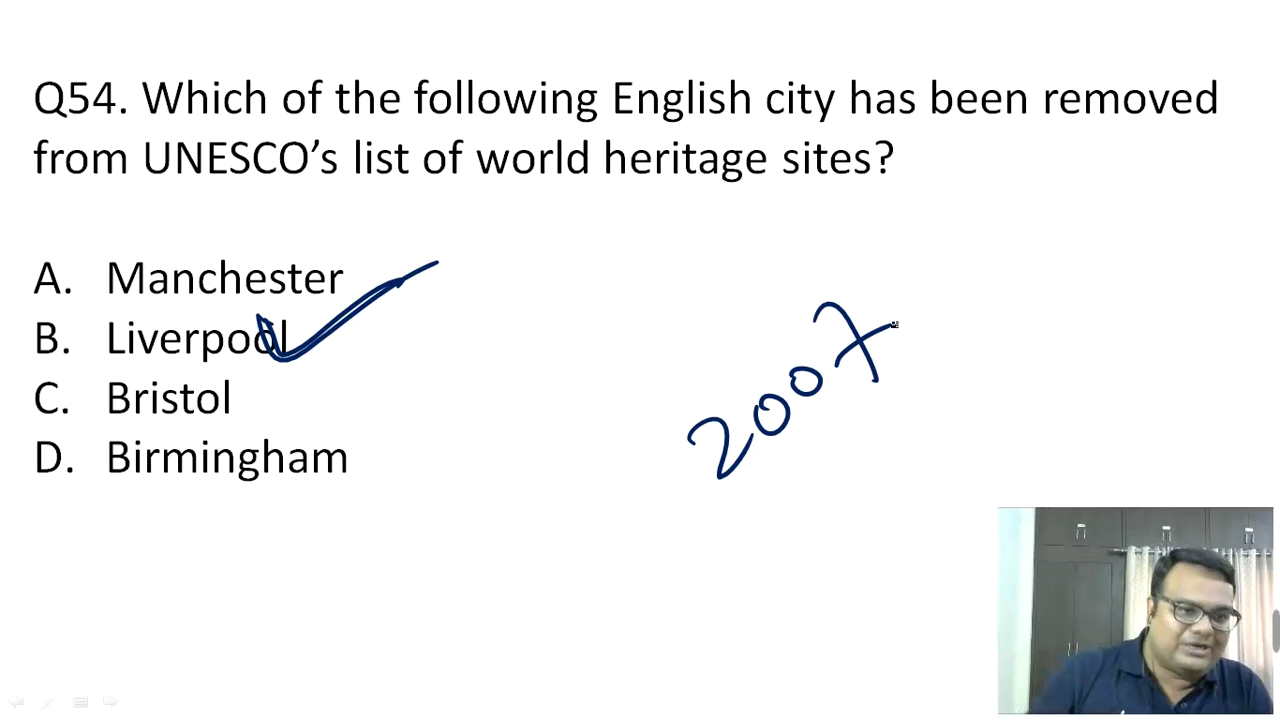 Q54. Which of the following English city has been removed
from UNESCO’s list of world heritage sites?
A. Manchester
B. Liverpool
C. Bristol
D. Birmingham
2007